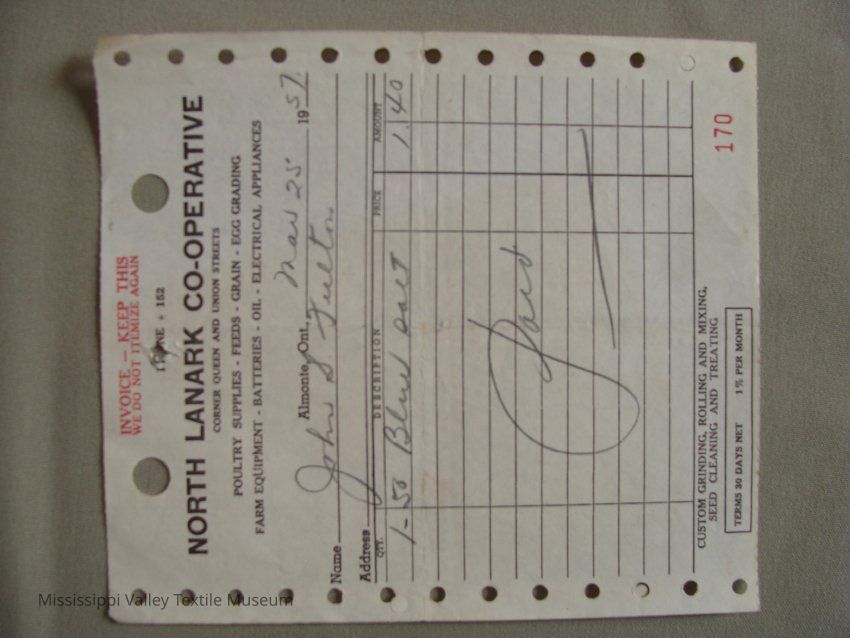 INVOICE — KEEP THIS
WE DO NOT ITEMIZE AGAIN
152
NORTH LANARK CO-OPERATIVE
CORNER QUEEN AND UNION STREETS
POULTRY SUPPLIES - FEEDS - GRAIN - EGG GRADING
FARM EQUIPMENT - BATTERIES - OIL - ELECTRICAL APPLIANCES
Almonte, Ont., Mar 25 1957
Name John S. Fulton
Address
QTY. DESCRIPTION PRICE AMOUNT
1-50 Blue salt 1.40
Paid
CUSTOM GRINDING, ROLLING AND MIXING,
SEED CLEANING AND TREATING
170
TERMS 30 DAYS NET 1% PER MONTH
Mississippi Valley Textile Museum